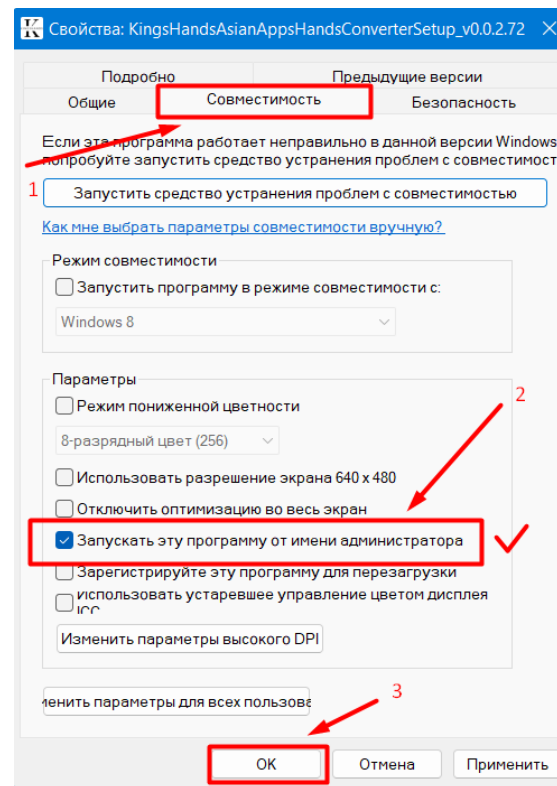 Свойства: KingsHandsAsianAppsHandsConverterSetup_v0.0.2.72
Подробно
Предыдущие версии
Общие
Совместимость
Безопасность
Если эта программа работает неправильно в данной версии Windows
попробуйте запустить средство устранения проблем с совместимост
1
Запустить средство устранения проблем с совместимостью
Как мне выбрать параметры совместимости вручную?
Режим совместимости
Запустить программу в режиме совместимости с:
Windows 8
Параметры
2
Режим пониженной цветности
8-разрядный цвет (256)
Использовать разрешение экрана 640 x 480
Отключить оптимизацию во весь экран
Запускать эту программу от имени администратора
Зарегистрируйте эту программу для перезагрузки
Использовать устаревшее управление цветом дисплея
ICC
Изменить параметры высокого DPI
3
менить параметры для всех пользова
ОК
Отмена
Применить